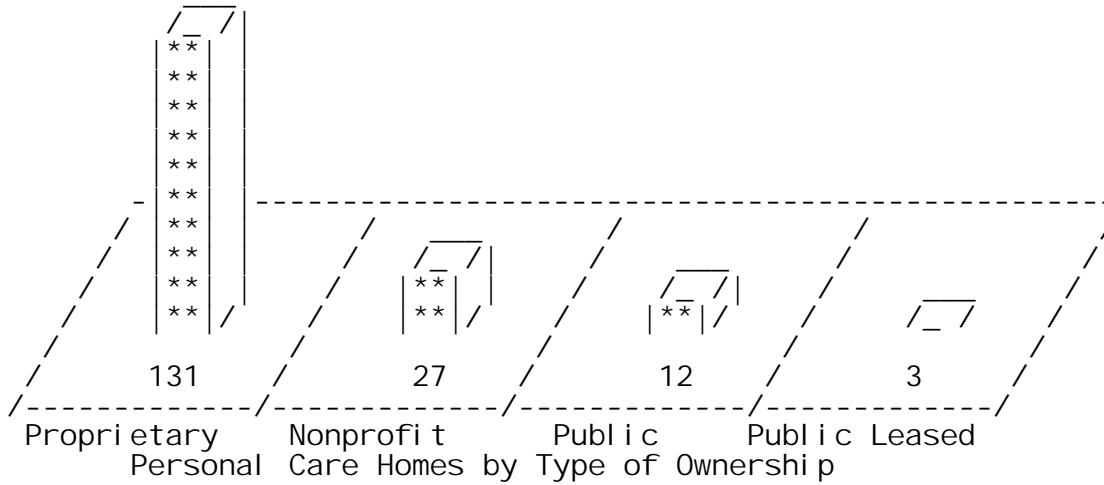 131 27 12 3
Proprietary Nonprofit Public Public Leased
Personal Care Homes by Type of Ownership